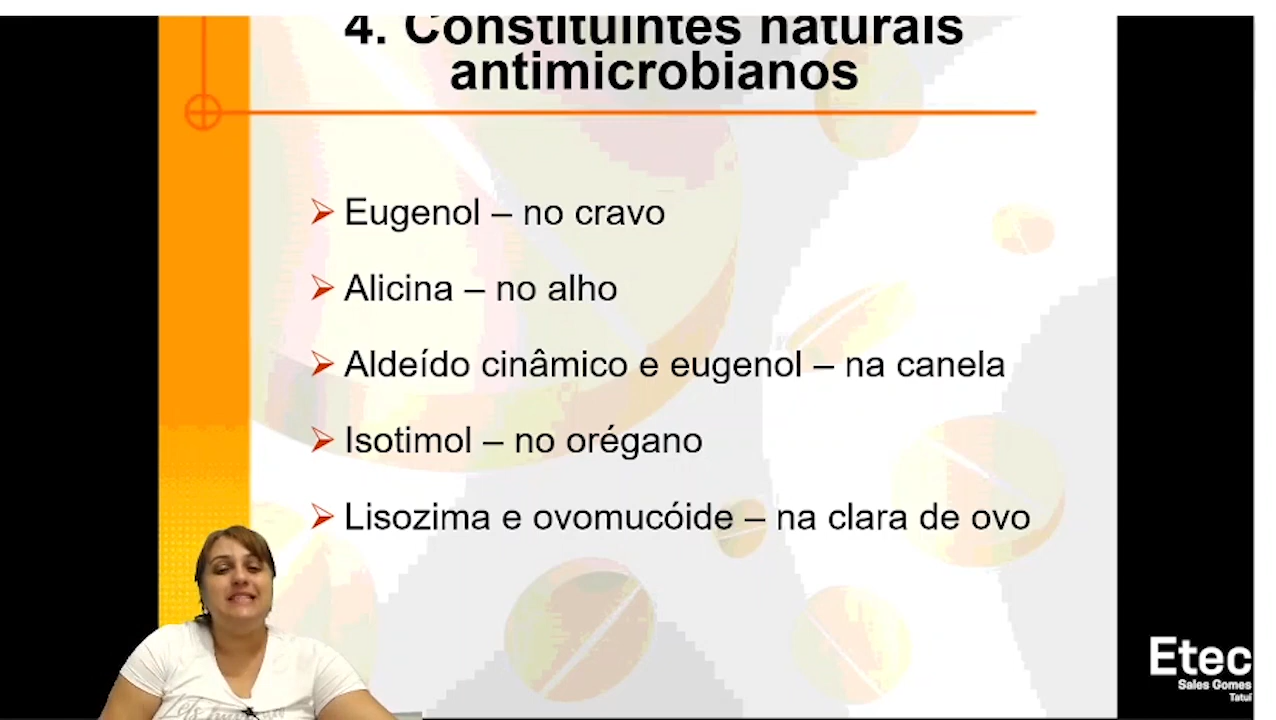 4. Constituintes naturais
antimicrobianos
Eugenol – no cravo
Alicina – no alho
Aldeído cinâmico e eugenol – na canela
Isotimol – no orégano
Lisozima e ovomucóide – na clara de ovo
Etec
Sales Gomes
Tatuí